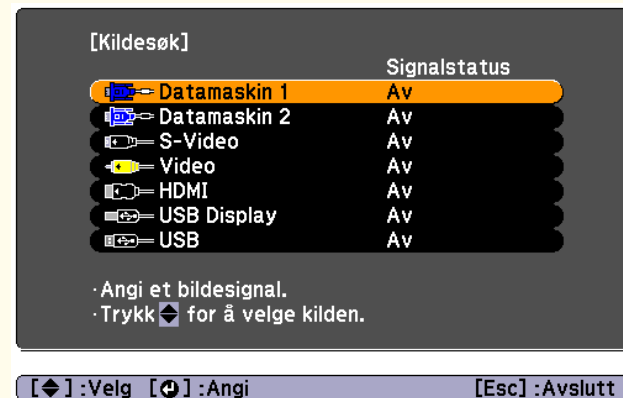 [Kildesøk]
Signalstatus
Datamaskin 1 Av
Datamaskin 2 Av
S-Video Av
Video Av
HDMI Av
USB Display Av
USB Av
·Angi et bildesignal.
·Trykk for å velge kilden.
[ ] :Velg [ ] :Angi [Esc] :Avslutt